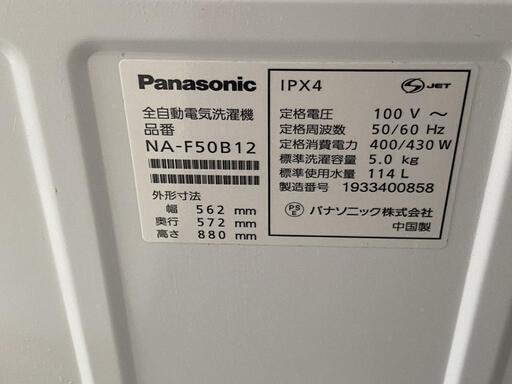 Panasonic
全自動電気洗濯機
品番
NA-F50B12
外形寸法
幅 562 mm
奥行 572 mm
高さ 880 mm
IPX4
S JET
定格電圧 100 V ～
定格周波数 50/60 Hz
定格消費電力 400/430 W
標準洗濯容量 5.0 kg
標準使用水量 114 L
製造番号 1933400858
PS E パナソニック株式会社
中国製